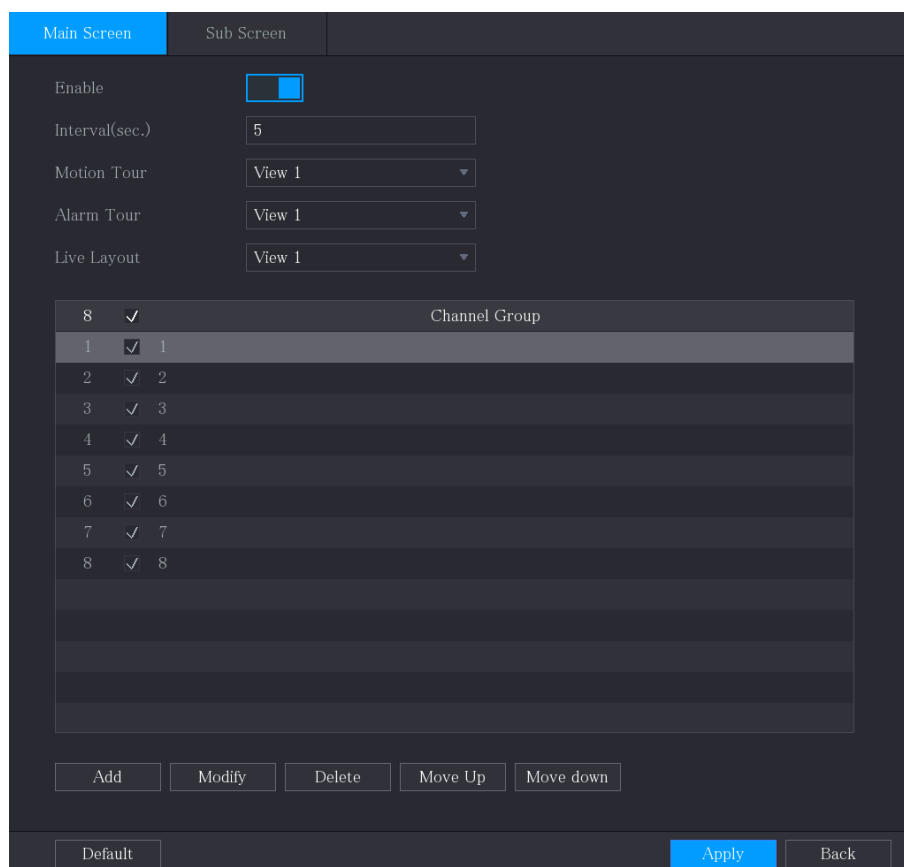 Main Screen Sub Screen
Enable
Interval(sec.) 5
Motion Tour View 1
Alarm Tour View 1
Live Layout View 1
8 Channel Group
1 1
2 2
3 3
4 4
5 5
6 6
7 7
8 8
Add Modify Delete Move Up Move down
Default Apply Back